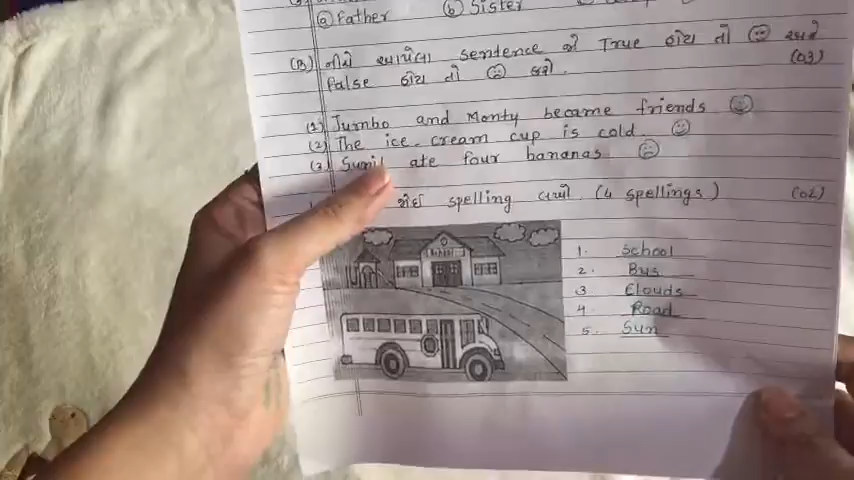 (a) Father (b) Sister
(B) નીચે આપેલા sentence જો True હોય તો ☺ અને
False હોય તો ☹ કરો. (03)
(1) Jumbo and Monty became friends ☺
(2) The ice-cream cup is cold. ☺
(3) Sunil ate four bananas ☹
જોઈ spelling લખો (4 spellings) (02)
1. School
2. Bus
3 Clouds
4. Road
5. Sun